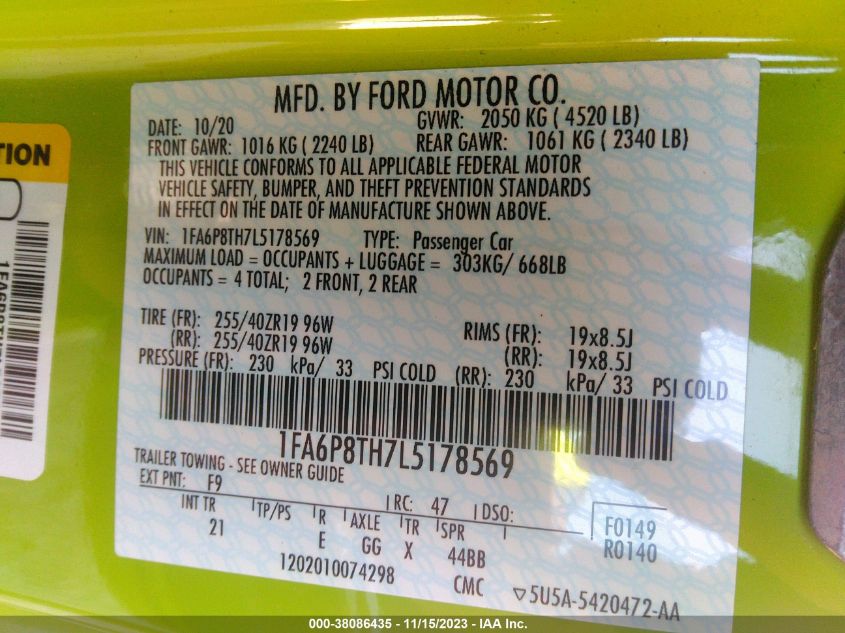 MFD. BY FORD MOTOR CO.
DATE: 10/20 GVWR: 2050 KG ( 4520 LB)
FRONT GAWR: 1016 KG ( 2240 LB) REAR GAWR: 1061 KG ( 2340 LB)
THIS VEHICLE CONFORMS TO ALL APPLICABLE FEDERAL MOTOR
VEHICLE SAFETY, BUMPER, AND THEFT PREVENTION STANDARDS
IN EFFECT ON THE DATE OF MANUFACTURE SHOWN ABOVE.
VIN: 1FA6P8TH7L5178569 TYPE: Passenger Car
MAXIMUM LOAD = OCCUPANTS + LUGGAGE = 303KG/ 668LB
OCCUPANTS = 4 TOTAL; 2 FRONT, 2 REAR
TIRE (FR): 255/40ZR19 96W RIMS (FR): 19x8.5J
(RR): 255/40ZR19 96W (RR): 19x8.5J
PRESSURE (FR): 230 kPa/ 33 PSI COLD (RR): 230 kPa/ 33 PSI COLD
1FA6P8TH7L5178569
TRAILER TOWING - SEE OWNER GUIDE
EXT PNT: F9 RC: 47 DSO:
INT TR TP/PS R AXLE TR SPR
21 E GG X 44BB
F0149
R0140
1202010074298 CMC ▽5U5A-5420472-AA
TION
000-38086435 - 11/15/2023 - IAA Inc.